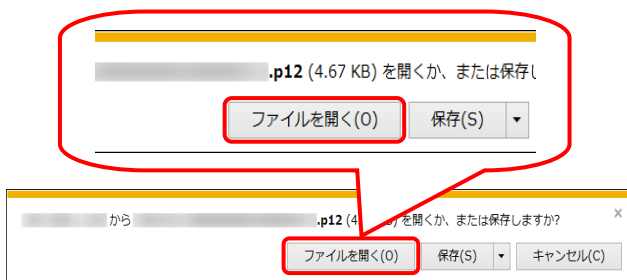 .p12 (4.67 KB) を開くか、または保存し
ファイルを開く(O) 保存(S)
から .p12 (4 を開くか、または保存しますか? x
ファイルを開く(O) 保存(S) キャンセル(C)